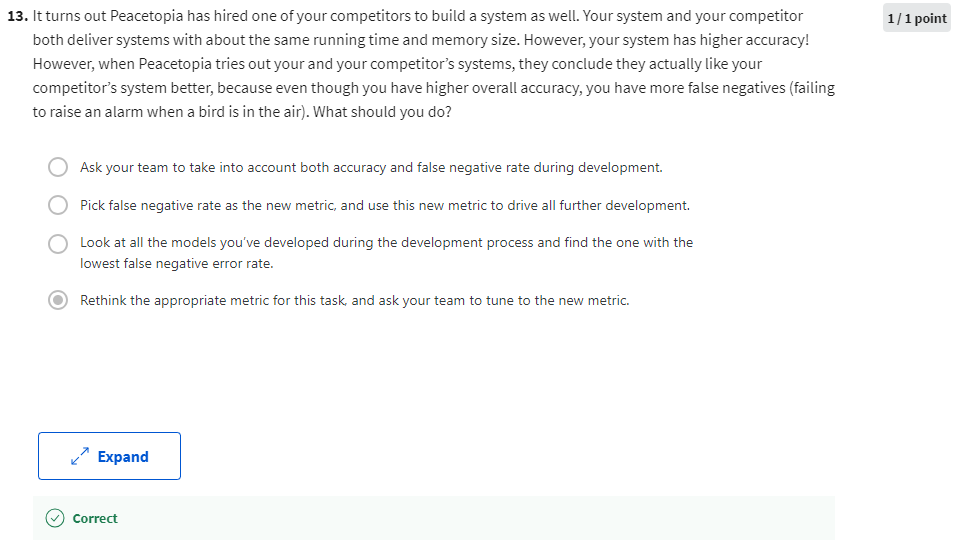 13. It turns out Peacetopia has hired one of your competitors to build a system as well. Your system and your competitor
1 / 1 point
both deliver systems with about the same running time and memory size. However, your system has higher accuracy!
However, when Peacetopia tries out your and your competitor's systems, they conclude they actually like your
competitor's system better, because even though you have higher overall accuracy, you have more false negatives (failing
to raise an alarm when a bird is in the air). What should you do?
Ask your team to take into account both accuracy and false negative rate during development.
Pick false negative rate as the new metric, and use this new metric to drive all further development.
Look at all the models you've developed during the development process and find the one with the
lowest false negative error rate.
Rethink the appropriate metric for this task, and ask your team to tune to the new metric.
Expand
Correct